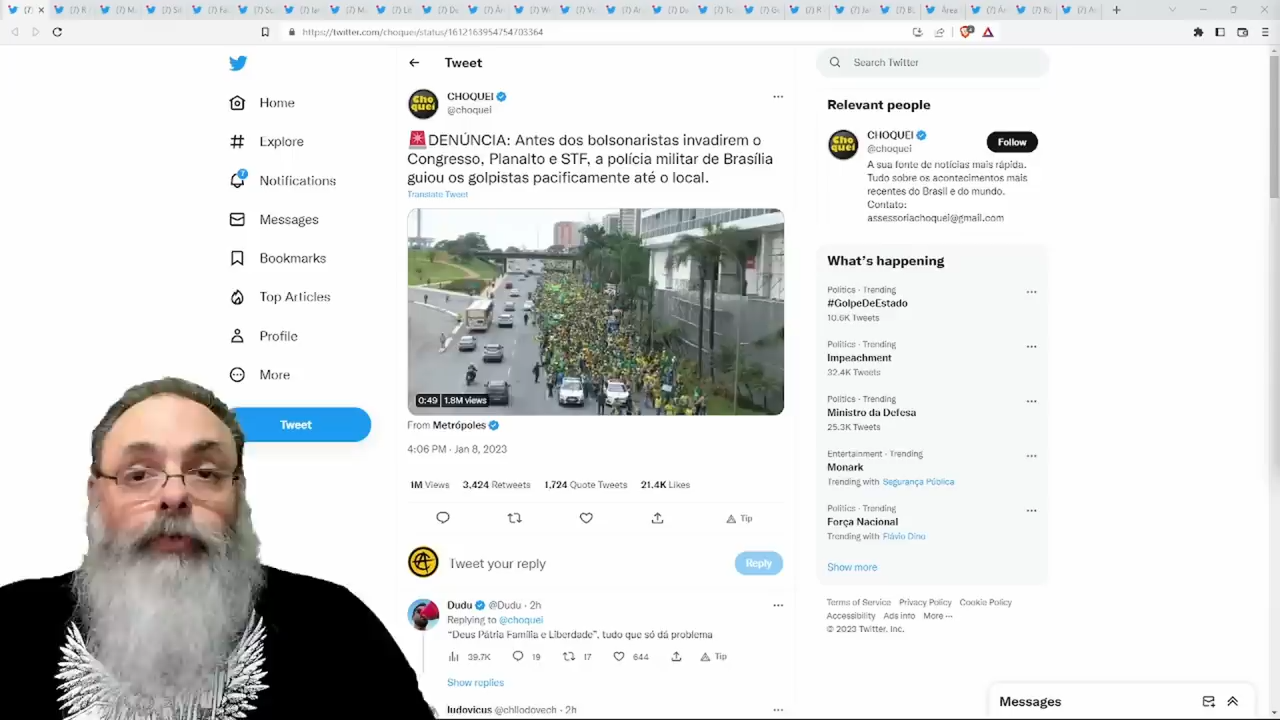 https://twitter.com/choquei/status/1612163954754703364
Home
Explore
Notifications
Messages
Bookmarks
Top Articles
Profile
More
Tweet
Tweet
CHOQUEI
@choquei
DENÚNCIA: Antes dos bolsonaristas invadirem o
Congresso, Planalto e STF, a polícia militar de Brasília
guiou os golpistas pacificamente até o local.
Translate Tweet
0:49 1.8M views
From Metrópoles
4:06 PM · Jan 8, 2023
1M Views 3,424 Retweets 1,724 Quote Tweets 21.4K Likes
Tip
Tweet your reply
Reply
Dudu @Dudu · 2h
Replying to @choquei
“Deus Pátria Família e Liberdade”, tudo que só dá problema
39.7K 19 17 644 Tip
Show replies
ludovicus @chllodovech · 2h
Search Twitter
Relevant people
CHOQUEI
@choquei
Follow
A sua fonte de notícias mais rápida.
Tudo sobre os acontecimentos mais
recentes do Brasil e do mundo.
Contato:
assessoriachoquei@gmail.com
What's happening
Politics · Trending
#GolpeDeEstado
10.6K Tweets
Politics · Trending
Impeachment
32.4K Tweets
Politics · Trending
Ministro da Defesa
25.3K Tweets
Entertainment · Trending
Monark
Trending with Segurança Pública
Politics · Trending
Força Nacional
Trending with Flávio Dino
Show more
Terms of Service Privacy Policy Cookie Policy
Accessibility Ads info More ···
© 2023 Twitter, Inc.
Messages